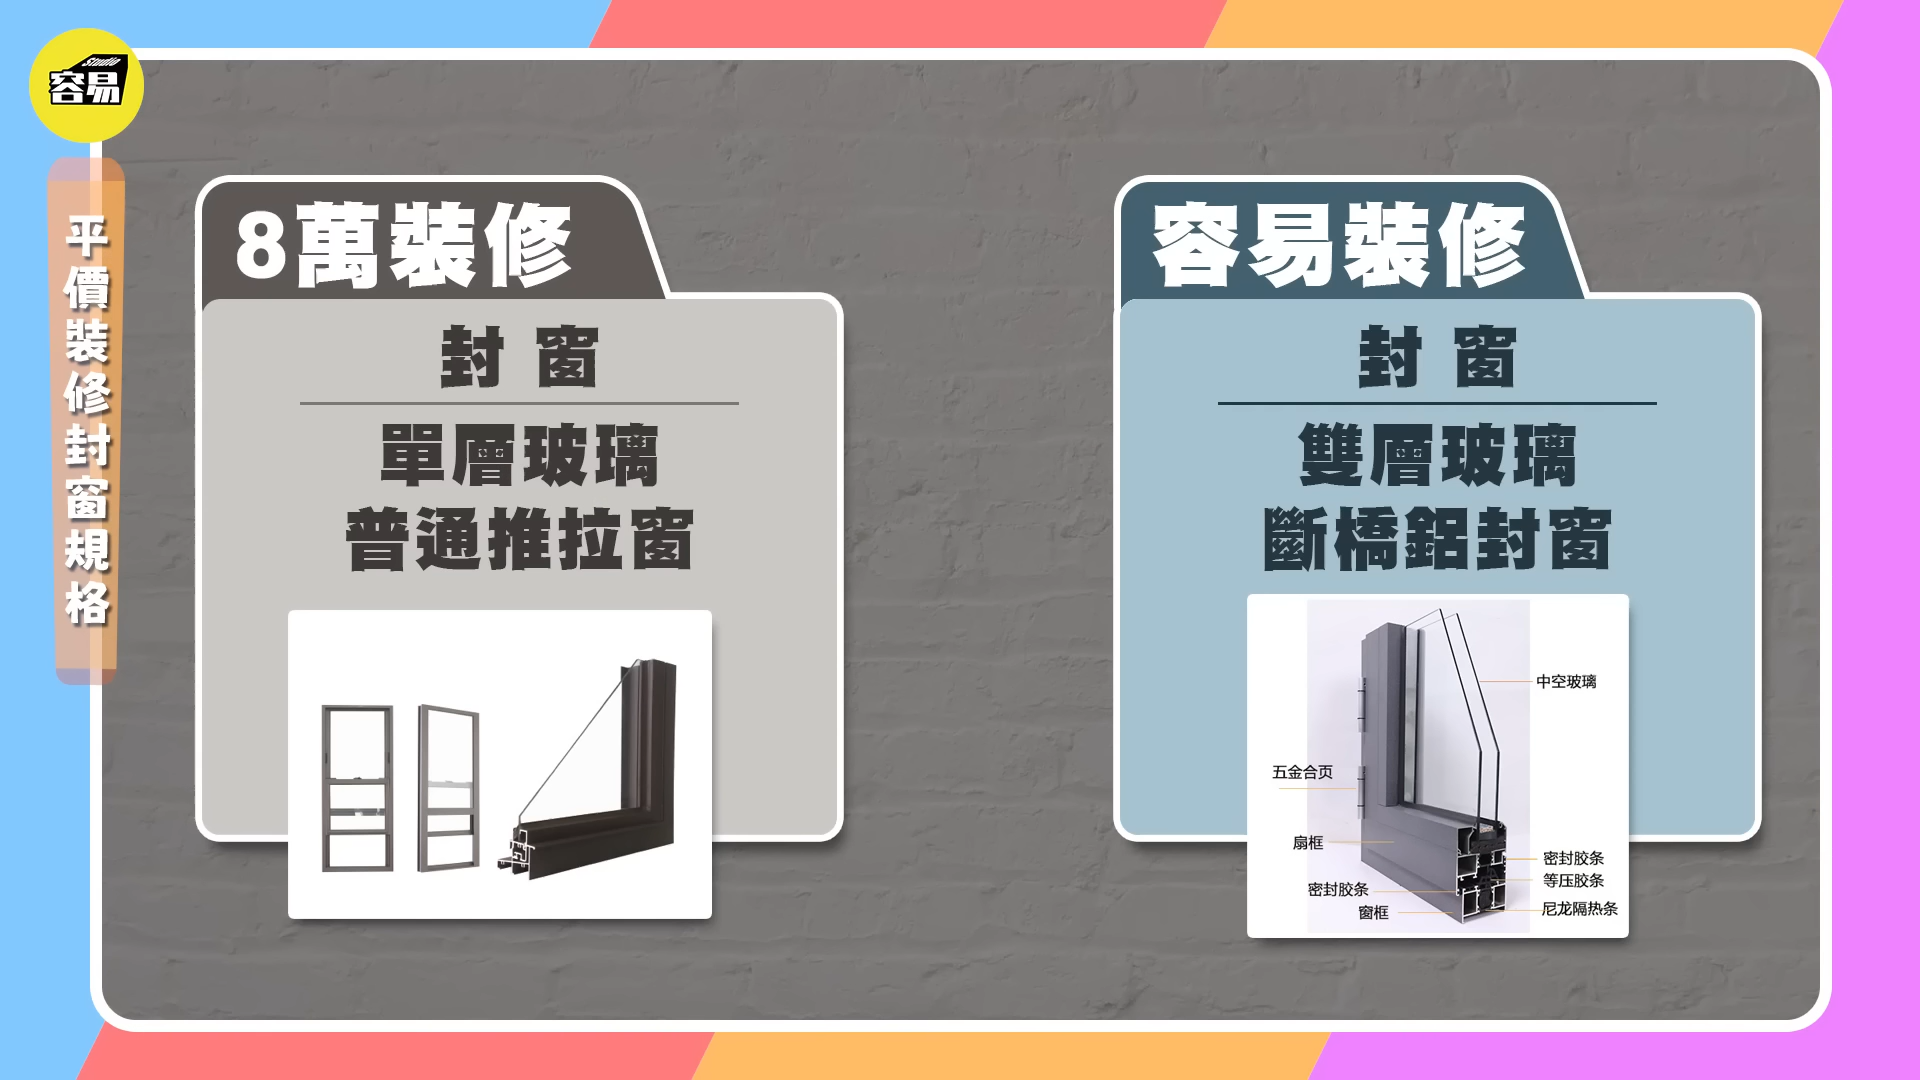 Studio
容易
平價裝修封窗規格
8萬裝修
封窗
單層玻璃
普通推拉窗
容易裝修
封窗
雙層玻璃
斷橋鋁封窗
中空玻璃
五金合页
扇框
密封胶条
窗框
密封胶条
等压胶条
尼龙隔热条